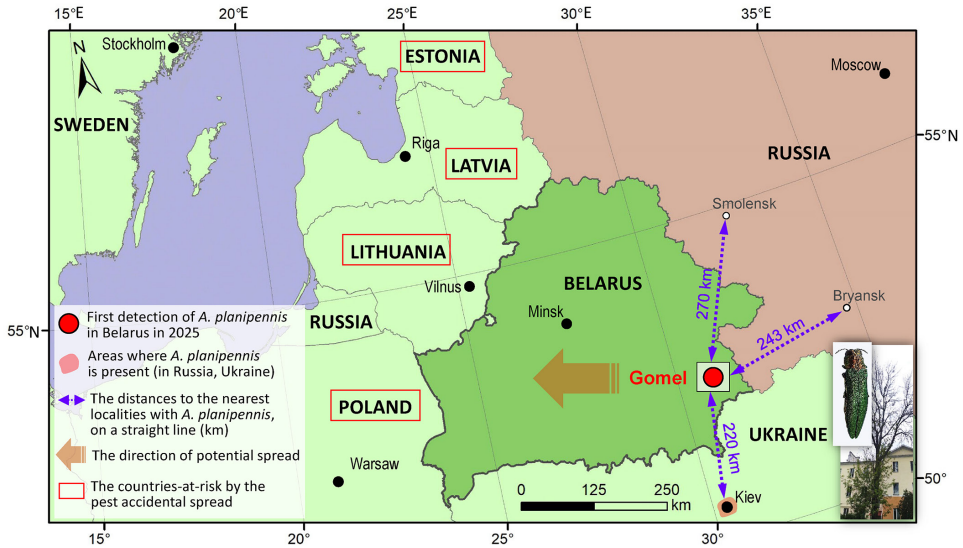 15°E
20°E
25°E
30°E
35°E
Stockholm
N
ESTONIA
Moscow
SWEDEN
55°N
Riga
RUSSIA
LATVIA
Smolensk
LITHUANIA
BELARUS
270 km
Vilnus
Bryansk
Minsk
RUSSIA
243 km
55°N
First detection of A. planipennis
in Belarus in 2025
Areas where A. planipennis
is present (in Russia, Ukraine)
The distances to the nearest
localities with A. planipennis,
on a straight line (km)
The direction of potential spread
The countries-at-risk by the
pest accidental spread
Gomel
POLAND
220 km
UKRAINE
Warsaw
50°
Kiev
0 125 250
km
15°
20°E
25°E
30°E